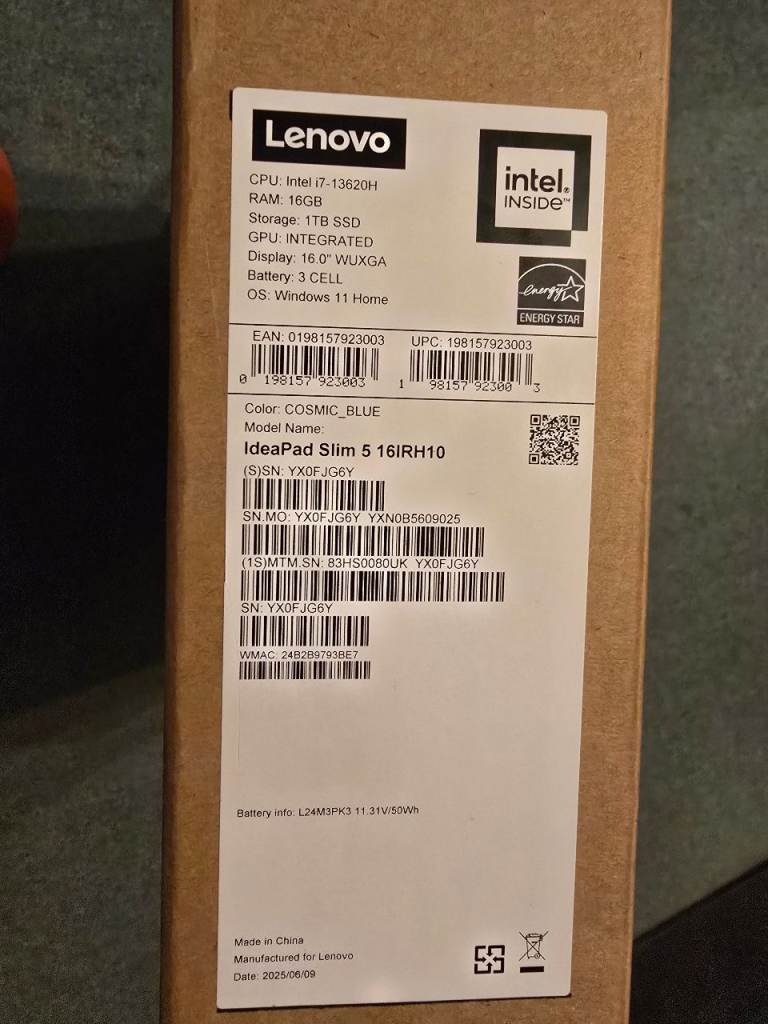 Lenovo
CPU: Intel i7-13620H
RAM: 16GB
Storage: 1TB SSD
GPU: INTEGRATED
Display: 16.0" WUXGA
Battery: 3 CELL
OS: Windows 11 Home
intel.
INSIDE™
energy
ENERGY STAR
EAN: 0198157923003
0 198157 923003
UPC: 198157923003
1 98157 92300 3
Color: COSMIC_BLUE
Model Name:
IdeaPad Slim 5 16IRH10
(S)SN: YX0FJG6Y
SN.MO: YX0FJG6Y YXN0B5609025
(1S)MTM.SN: 83HS0080UK YX0FJG6Y
SN: YX0FJG6Y
WMAC: 24B2B9793BE7
Battery info: L24M3PK3 11.31V/50Wh
Made in China
Manufactured for Lenovo
Date: 2025/06/09